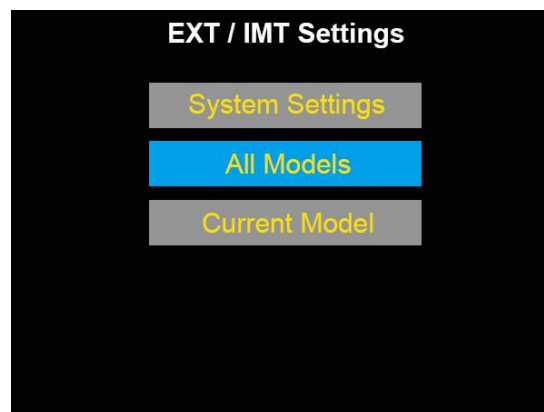 EXT / IMT Settings
System Settings
All Models
Current Model